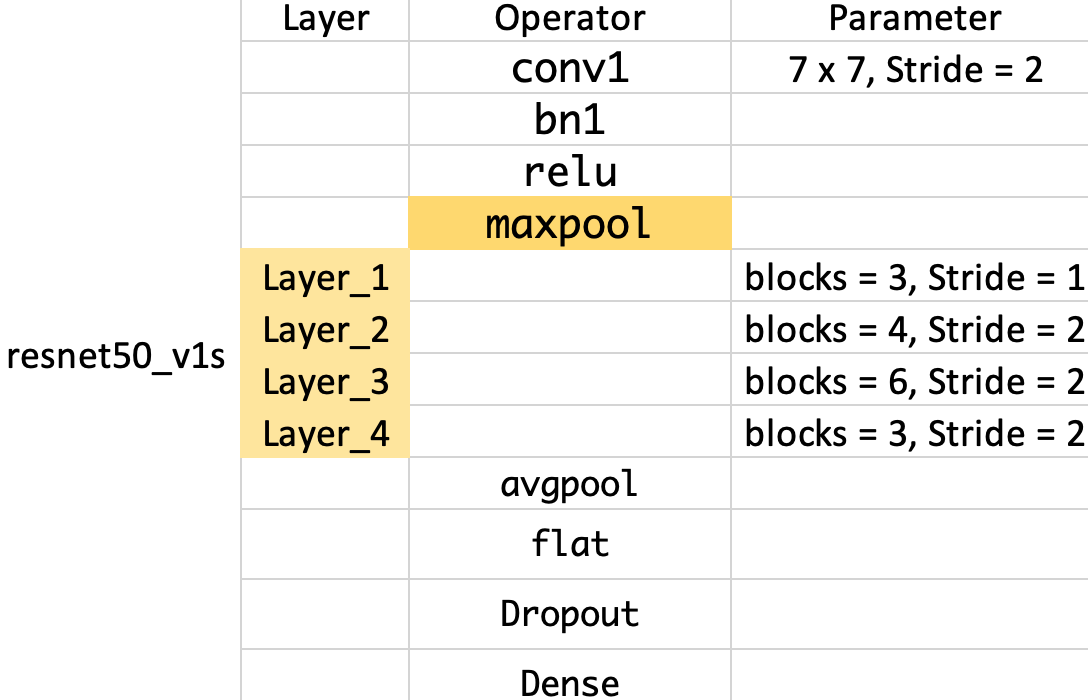 Layer Operator Parameter
conv1 7 x 7, Stride = 2
bn1
relu
maxpool
Layer_1 blocks = 3, Stride = 1
Layer_2 blocks = 4, Stride = 2
resnet50_v1s
Layer_3 blocks = 6, Stride = 2
Layer_4 blocks = 3, Stride = 2
avgpool
flat
Dropout
Dense